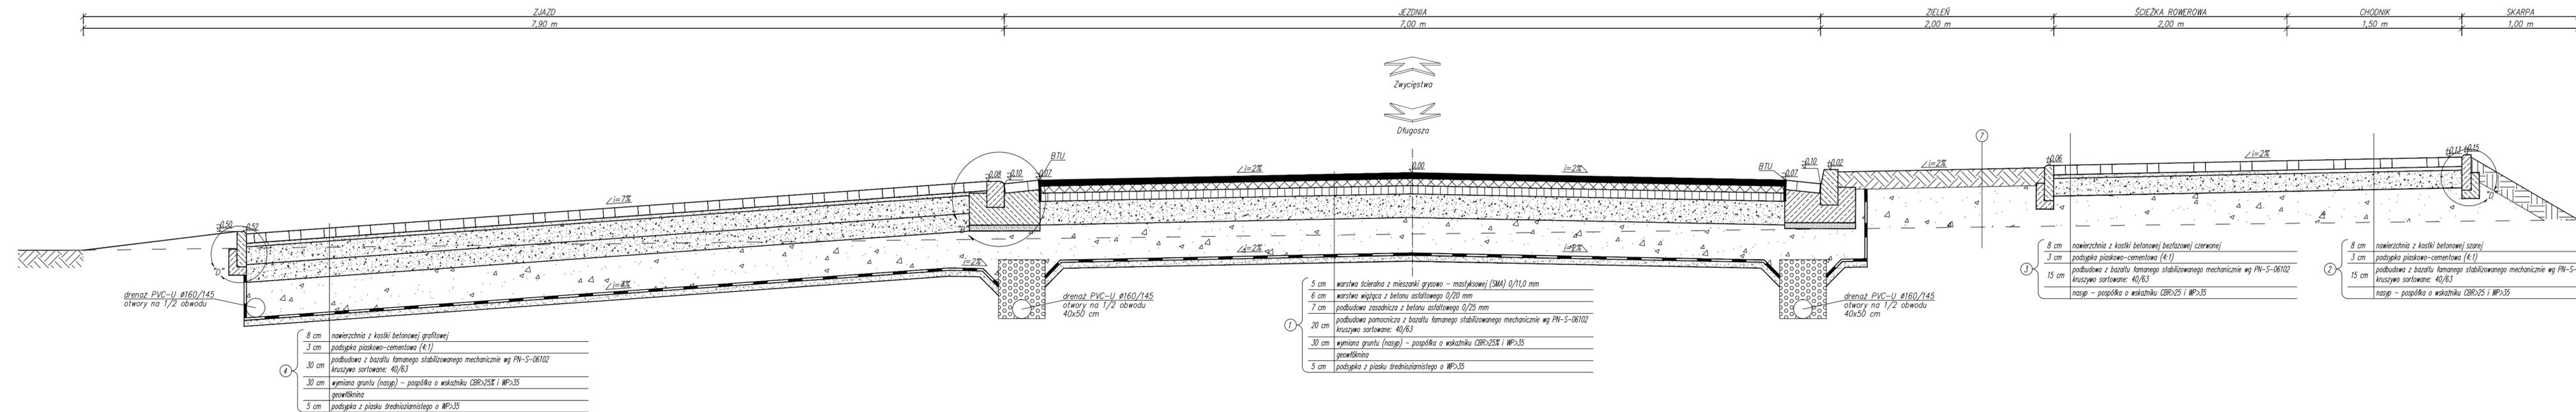 ZJAZD JEZDNIA ZIELEŃ ŚCIEŻKA ROWEROWA CHODNIK SKARPA
7,90 m 7,00 m 2,00 m 2,00 m 1,50 m 1,00 m
Zwycięstwa
Długosza
7
BTU
BTU
-0,08 -0,10 -0,07
0,00
-0,07 -0,10 +0,02
+0,06
+0,13 +0,15
-0,50 -0,52
i=7%
i=2%
i=2%
i=2%
i=2%
i=2%
i=2%
"D"
"D"
drenaż PVC-U ø160/145
otwory na 1/2 obwodu
drenaż PVC-U ø160/145
otwory na 1/2 obwodu
40x50 cm
drenaż PVC-U ø160/145
otwory na 1/2 obwodu
40x50 cm
4
8 cm nawierzchnia z kostki betonowej grafitowej
3 cm podsypka piaskowo-cementowa (4:1)
30 cm podbudowa z bazaltu łamanego stabilizowanego mechanicznie wg PN-S-06102
kruszywo sortowane: 40/63
30 cm wymiana gruntu (nasyp) - pospółka o wskaźniku CBR>25% i WP>35
geowłóknina
5 cm podsypka z piasku średnioziarnistego o WP>35
1
5 cm warstwa ścieralna z mieszanki grysowo - mastyksowej (SMA) 0/11,0 mm
6 cm warstwa wiążąca z betonu asfaltowego 0/20 mm
7 cm podbudowa zasadnicza z betonu asfaltowego 0/25 mm
20 cm podbudowa pomocnicza z bazaltu łamanego stabilizowanego mechanicznie wg PN-S-06102
kruszywo sortowane: 40/63
30 cm wymiana gruntu (nasyp) - pospółka o wskaźniku CBR>25% i WP>35
geowłóknina
5 cm podsypka z piasku średnioziarnistego o WP>35
3
8 cm nawierzchnia z kostki betonowej bezfazowej czerwonej
3 cm podsypka piaskowo-cementowa (4:1)
15 cm podbudowa z bazaltu łamanego stabilizowanego mechanicznie wg PN-S-06102
kruszywo sortowane: 40/63
nasyp - pospółka o wskaźniku CBR>25 i WP>35
2
8 cm nawierzchnia z kostki betonowej szarej
3 cm podsypka piaskowo-cementowa (4:1)
15 cm podbudowa z bazaltu łamanego stabilizowanego mechanicznie wg PN-S-
kruszywo sortowane: 40/63
nasyp - pospółka o wskaźniku CBR>25 i WP>35